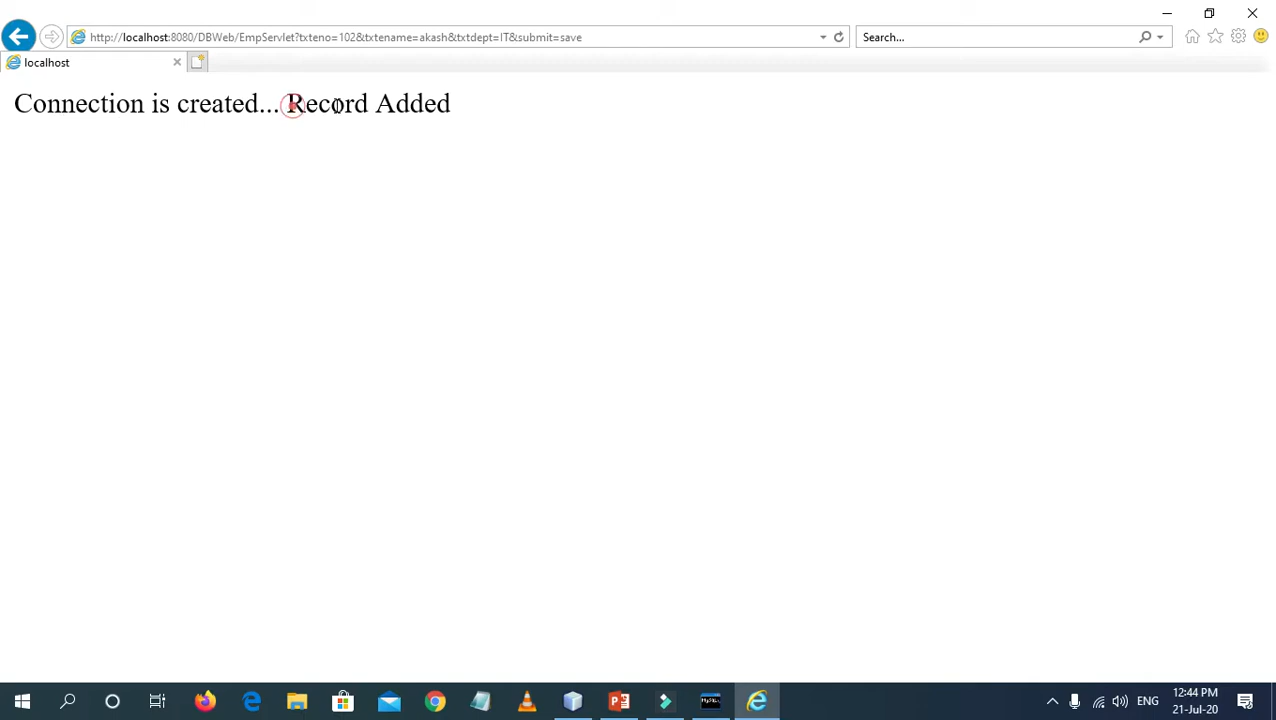 http://localhost:8080/DBWeb/EmpServlet?txteno=102&txtename=akash&txtdept=IT&submit=save
Search...
localhost
Connection is created... Record Added
ENG
12:44 PM
21-Jul-20